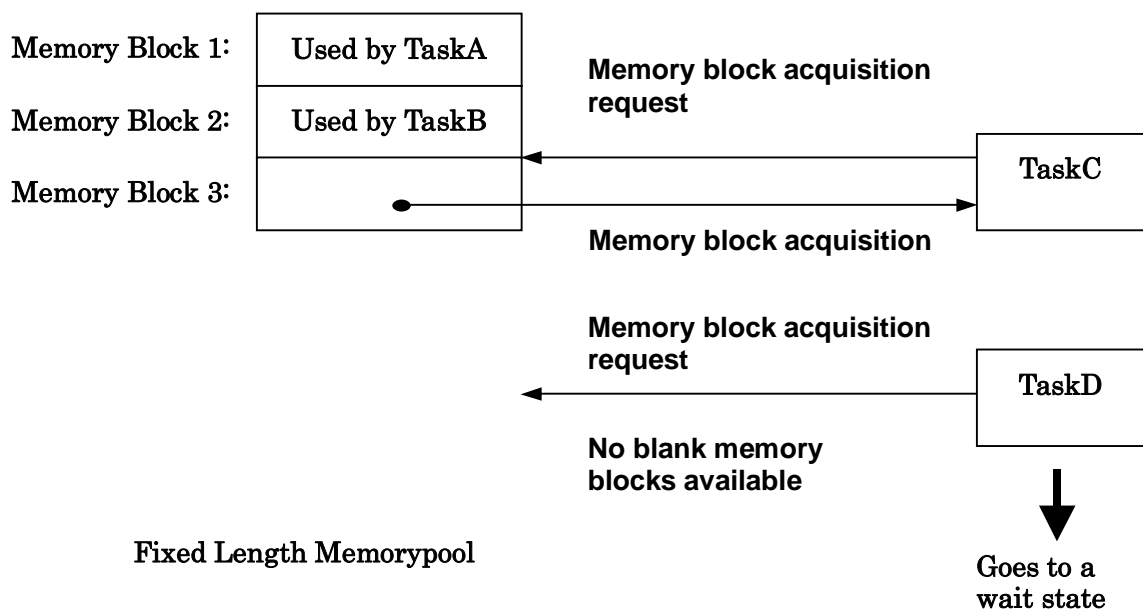 Memory Block 1:
Used by TaskA
Memory block acquisition
request
Memory Block 2:
Used by TaskB
TaskC
Memory Block 3:
Memory block acquisition
Memory block acquisition
request
TaskD
No blank memory
blocks available
Fixed Length Memorypool
Goes to a
wait state